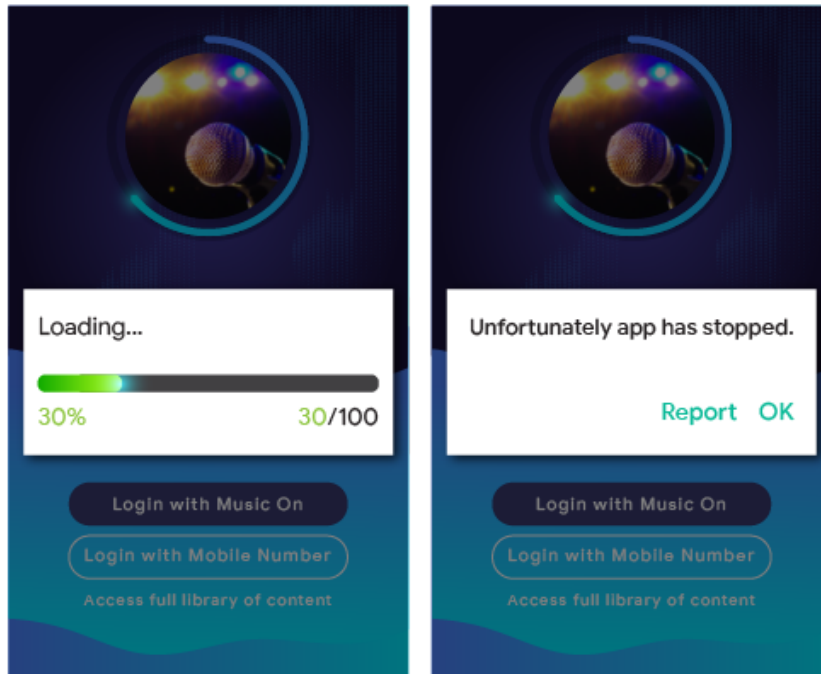 Loading...
30% 30/100
Login with Music On
Login with Mobile Number
Access full library of content
Unfortunately app has stopped.
Report OK
Login with Music On
Login with Mobile Number
Access full library of content